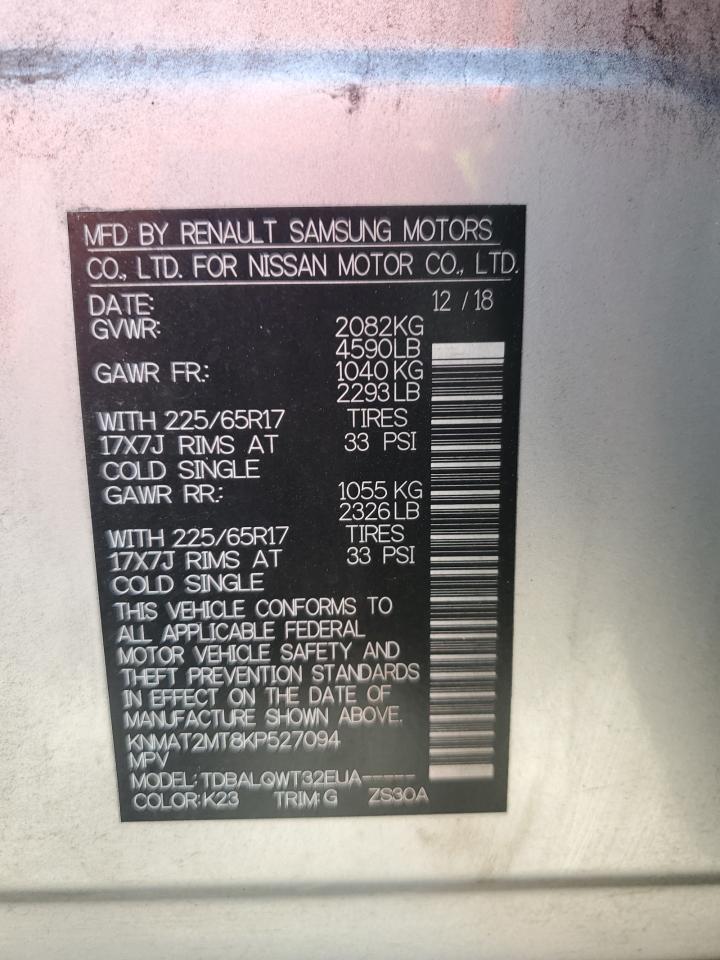 MFD BY RENAULT SAMSUNG MOTORS
CO., LTD. FOR NISSAN MOTOR CO., LTD.
DATE: 12 / 18
GVWR: 2082KG
4590LB
GAWR FR.: 1040 KG
2293 LB
WITH 225/65R17 TIRES
17X7J RIMS AT 33 PSI
COLD SINGLE
GAWR RR.: 1055 KG
2326 LB
WITH 225/65R17 TIRES
17X7J RIMS AT 33 PSI
COLD SINGLE
THIS VEHICLE CONFORMS TO
ALL APPLICABLE FEDERAL
MOTOR VEHICLE SAFETY AND
THEFT PREVENTION STANDARDS
IN EFFECT ON THE DATE OF
MANUFACTURE SHOWN ABOVE.
KNMAT2MT8KP527094
MPV
MODEL: TDBALQWT32EUA-----
COLOR: K23 TRIM: G ZS30A